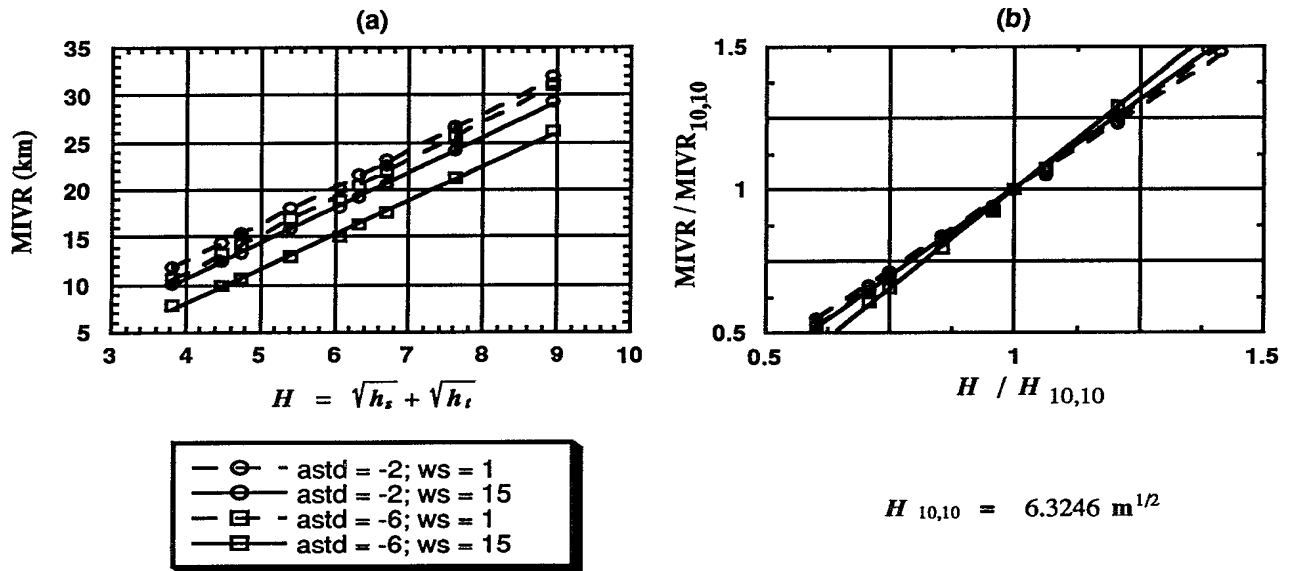 (a)
MIVR (km)
35
30
25
20
15
10
5
3 4 5 6 7 8 9 10
H = √hs + √ht
(b)
MIVR / MIVR10,10
1.5
1
0.5
0.5 1 1.5
H / H 10,10
astd = -2; ws = 1
astd = -2; ws = 15
astd = -6; ws = 1
astd = -6; ws = 15
H 10,10 = 6.3246 m1/2